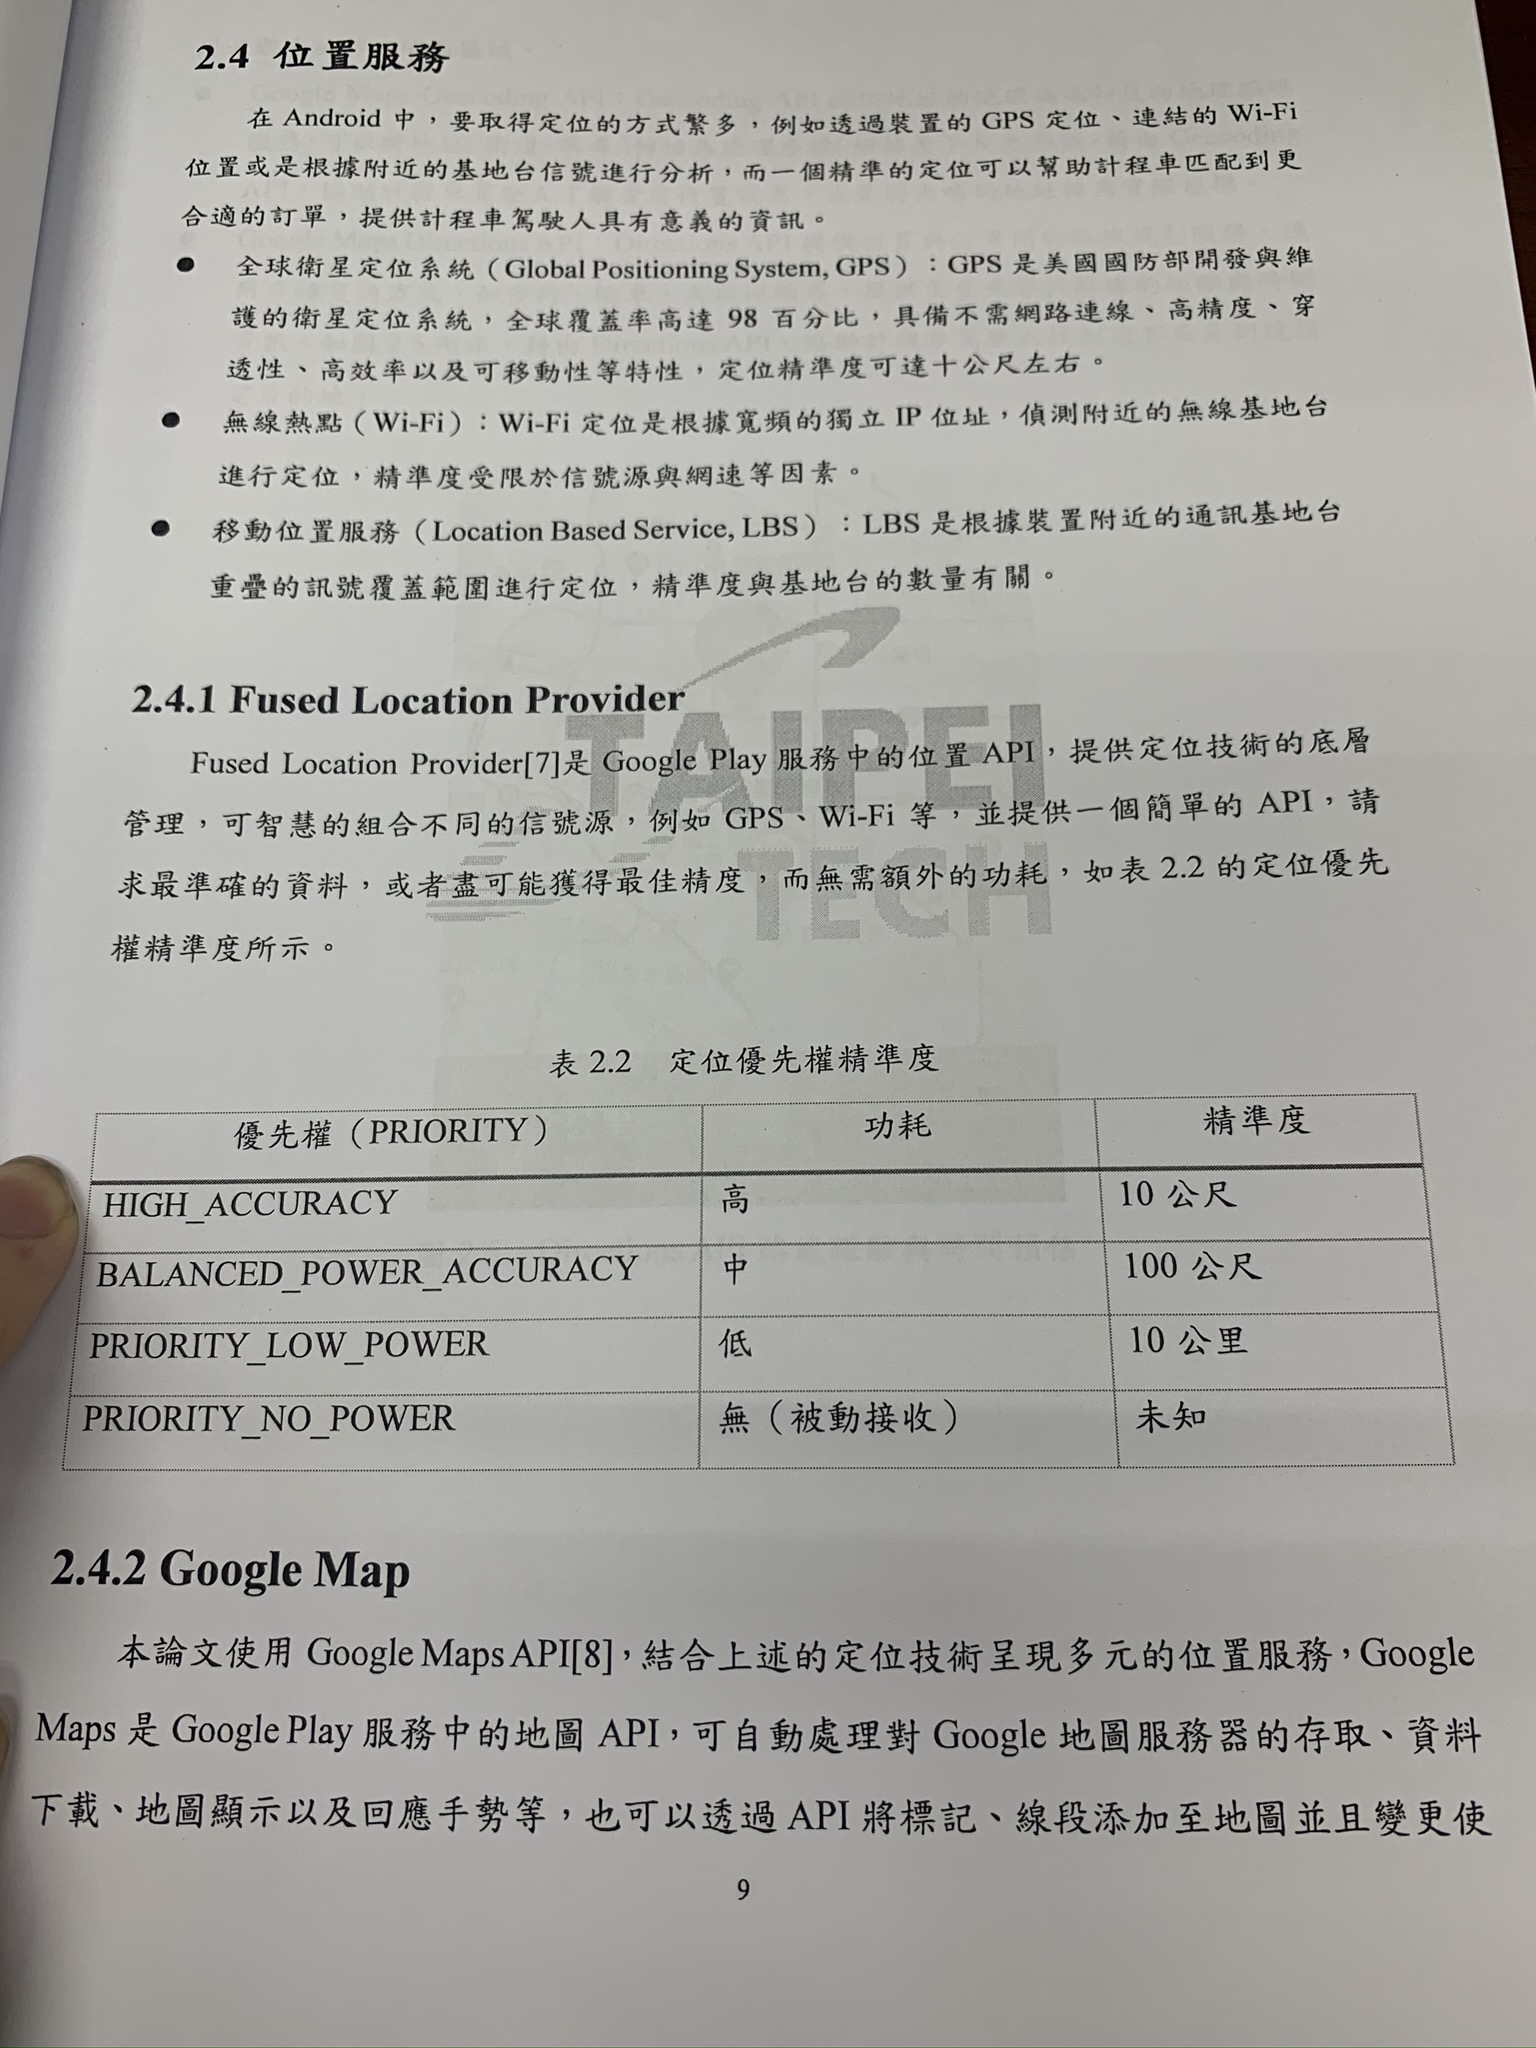 2.4 位置服務
在 Android 中，要取得定位的方式繁多，例如透過裝置的 GPS 定位、連結的 Wi-Fi
位置或是根據附近的基地台信號進行分析，而一個精準的定位可以幫助計程車匹配到更
合適的訂單，提供計程車駕駛人具有意義的資訊。
● 全球衛星定位系統（Global Positioning System, GPS）：GPS 是美國國防部開發與維
護的衛星定位系統，全球覆蓋率高達 98 百分比，具備不需網路連線、高精度、穿
透性、高效率以及可移動性等特性，定位精準度可達十公尺左右。
● 無線熱點（Wi-Fi）：Wi-Fi 定位是根據寬頻的獨立 IP 位址，偵測附近的無線基地台
進行定位，精準度受限於信號源與網速等因素。
● 移動位置服務（Location Based Service, LBS）：LBS 是根據裝置附近的通訊基地台
重疊的訊號覆蓋範圍進行定位，精準度與基地台的數量有關。
2.4.1 Fused Location Provider
Fused Location Provider[7]是 Google Play 服務中的位置 API，提供定位技術的底層
管理，可智慧的組合不同的信號源，例如 GPS、Wi-Fi 等，並提供一個簡單的 API，請
求最準確的資料，或者盡可能獲得最佳精度，而無需額外的功耗，如表 2.2 的定位優先
權精準度所示。
TAIPEI
TECH
表 2.2 定位優先權精準度
優先權（PRIORITY） 功耗 精準度
HIGH_ACCURACY 高 10 公尺
BALANCED_POWER_ACCURACY 中 100 公尺
PRIORITY_LOW_POWER 低 10 公里
PRIORITY_NO_POWER 無（被動接收） 未知
2.4.2 Google Map
本論文使用 Google Maps API[8]，結合上述的定位技術呈現多元的位置服務，Google
Maps 是 Google Play 服務中的地圖 API，可自動處理對 Google 地圖服務器的存取、資料
下載、地圖顯示以及回應手勢等，也可以透過 API 將標記、線段添加至地圖並且變更使
9